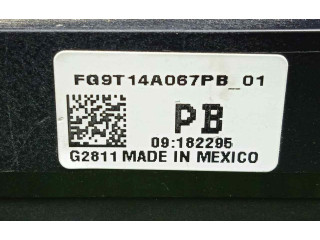 FG9T14A067PB_01
PB
09:182295
G2811 MADE IN MEXICO